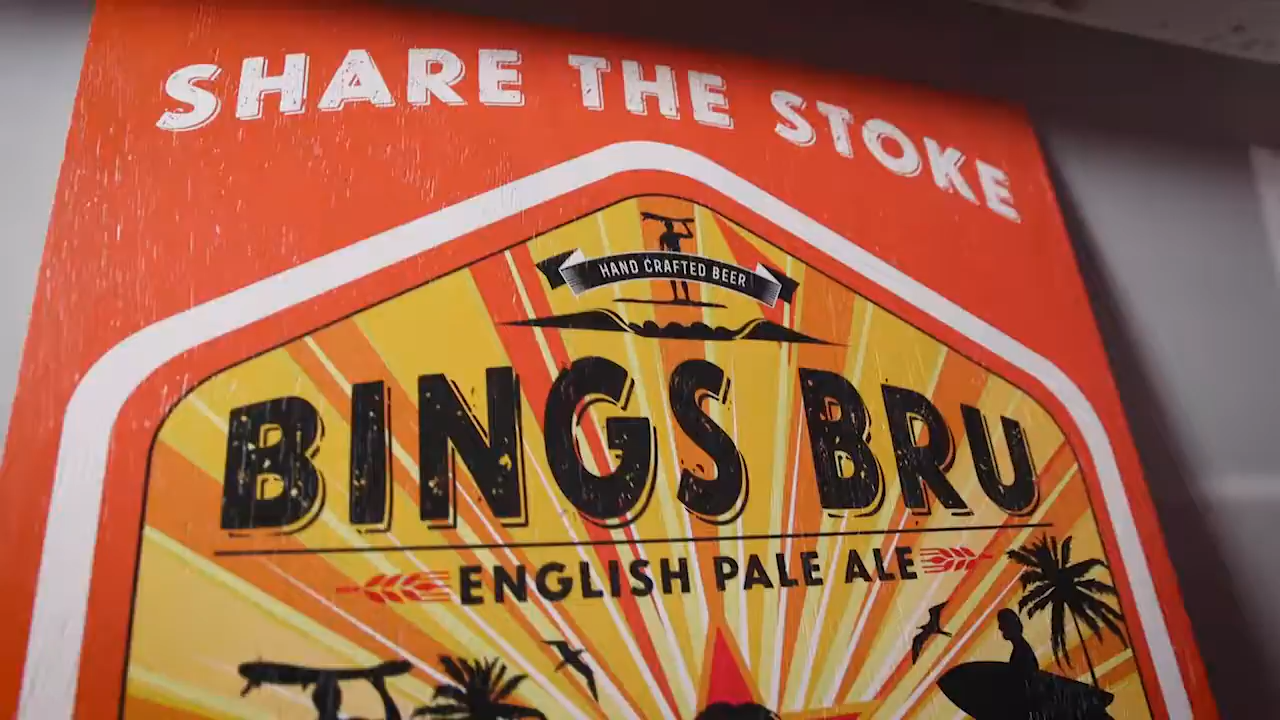 SHARE THE STOKE
HAND CRAFTED BEER
BINGS BRU
ENGLISH PALE ALE